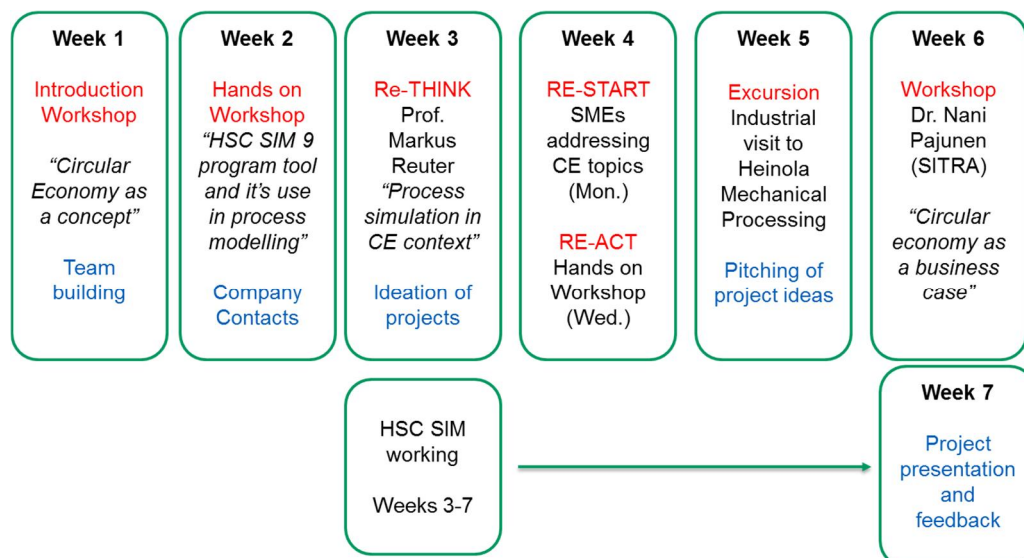 Week 1
Introduction
Workshop
“Circular
Economy as
a concept”
Team
building
Week 2
Hands on
Workshop
“HSC SIM 9
program tool
and it’s use
in process
modelling”
Company
Contacts
Week 3
Re-THINK
Prof.
Markus
Reuter
“Process
simulation in
CE context”
Ideation of
projects
Week 4
RE-START
SMEs
addressing
CE topics
(Mon.)
RE-ACT
Hands on
Workshop
(Wed.)
Week 5
Excursion
Industrial
visit to
Heinola
Mechanical
Processing
Pitching of
project ideas
Week 6
Workshop
Dr. Nani
Pajunen
(SITRA)
“Circular
economy as
a business
case”
HSC SIM
working
Weeks 3-7
Week 7
Project
presentation
and
feedback